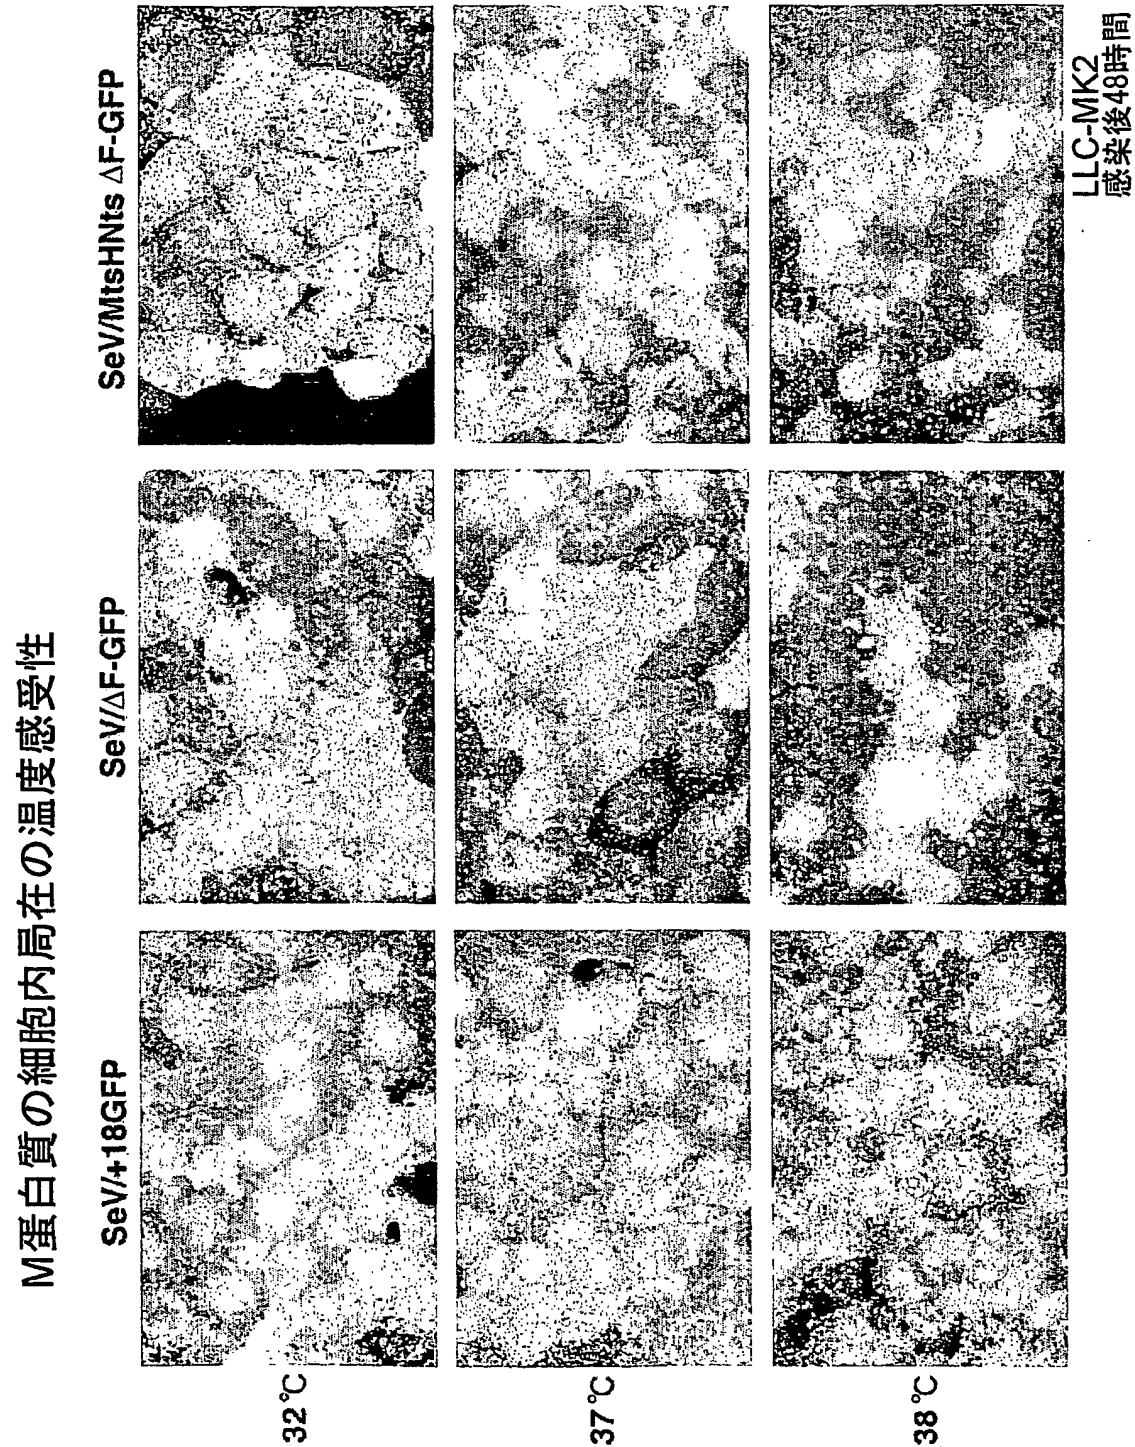 M蛋白質の細胞内局在の温度感受性
SeV/+18GFP
SeV/ΔF-GFP
SeV/MtsHNts ΔF-GFP
32℃
37℃
38℃
LLC-MK2
感染後48時間